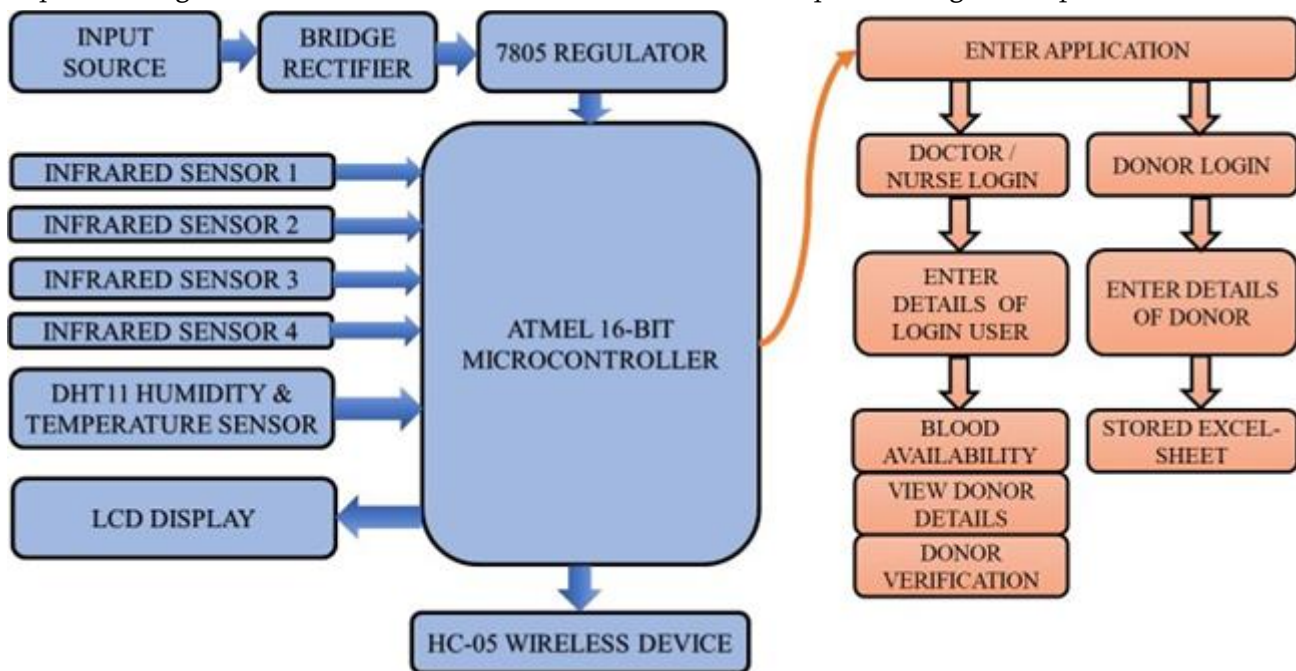 INPUT
SOURCE
BRIDGE
RECTIFIER
7805 REGULATOR
INFRARED SENSOR 1
INFRARED SENSOR 2
INFRARED SENSOR 3
INFRARED SENSOR 4
DHT11 HUMIDITY &
TEMPERATURE SENSOR
LCD DISPLAY
ATMEL 16-BIT
MICROCONTROLLER
HC-05 WIRELESS DEVICE
ENTER APPLICATION
DOCTOR /
NURSE LOGIN
ENTER
DETAILS OF
LOGIN USER
BLOOD
AVAILABILITY
VIEW DONOR
DETAILS
DONOR
VERIFICATION
DONOR LOGIN
ENTER DETAILS
OF DONOR
STORED EXCEL-
SHEET